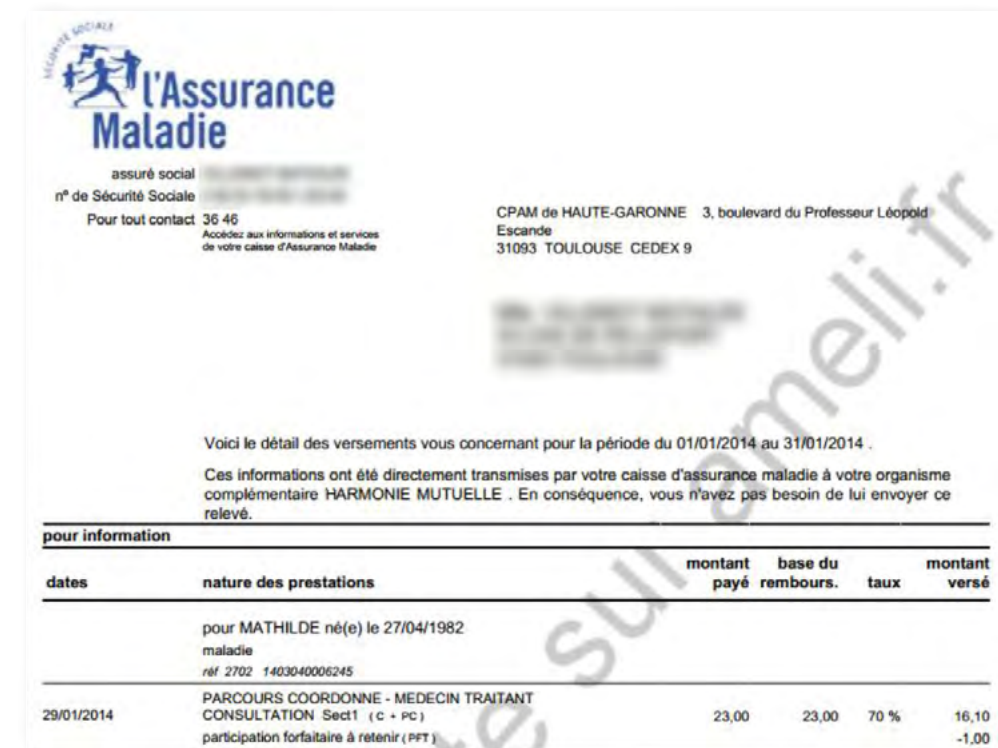 SÉCURITÉ SOCIALE
l'Assurance
Maladie
assuré social
nº de Sécurité Sociale
Pour tout contact 36 46
Accédez aux informations et services
de votre caisse d'Assurance Maladie
CPAM de HAUTE-GARONNE 3, boulevard du Professeur Léopold
Escande
31093 TOULOUSE CEDEX 9
Voici le détail des versements vous concernant pour la période du 01/01/2014 au 31/01/2014 .
Ces informations ont été directement transmises par votre caisse d'assurance maladie à votre organisme
complémentaire HARMONIE MUTUELLE . En conséquence, vous n'avez pas besoin de lui envoyer ce
relevé.
pour information
dates nature des prestations montant payé base du rembours. taux montant versé
pour MATHILDE né(e) le 27/04/1982
maladie
réf 2702 1403040006245
PARCOURS COORDONNE - MEDECIN TRAITANT
29/01/2014 CONSULTATION Sect1 (C + PC) 23,00 23,00 70 % 16,10
participation forfaitaire à retenir (PFT) -1,00
sur ameli.fr